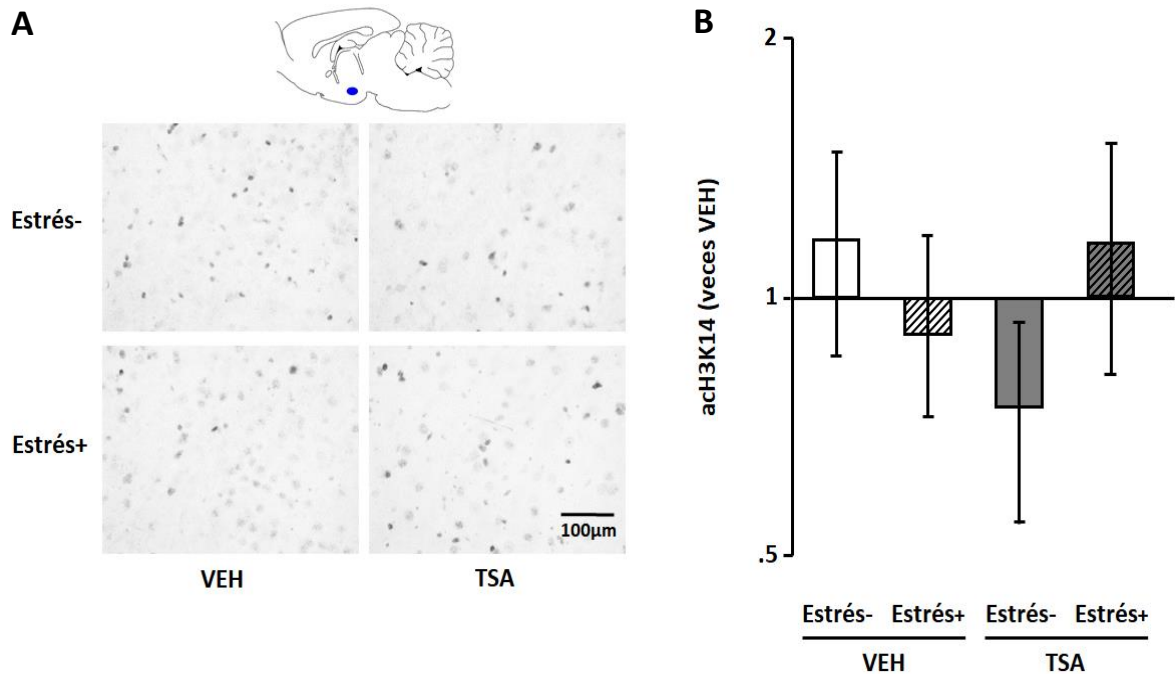 A
Estrés-
Estrés+
100µm
VEH TSA
B
acH3K14 (veces VEH)
2
1
.5
Estrés- Estrés+ Estrés- Estrés+
VEH TSA